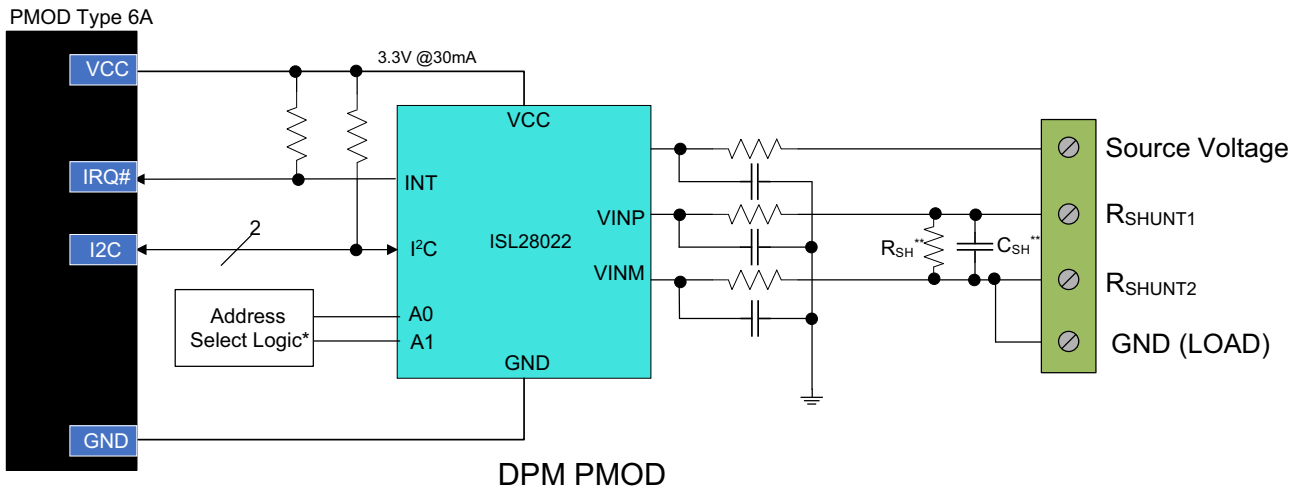 PMOD Type 6A
VCC
3.3V @30mA
VCC
Source Voltage
IRQ#
INT
VINP
RSHUNT1
2
I2C
I²C
ISL28022
RSH**
CSH**
VINM
RSHUNT2
Address
Select Logic*
A0
A1
GND (LOAD)
GND
GND
DPM PMOD